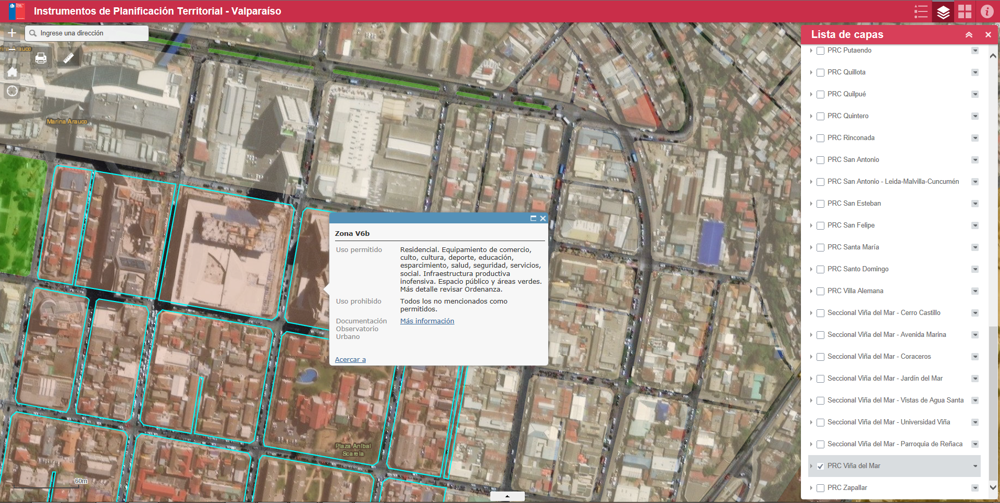 Instrumentos de Planificación Territorial - Valparaíso
Ingrese una dirección
Marina Arauco
Plaza Aníbal
Scarela
60m
Zona V6b
Uso permitido
Residencial. Equipamiento de comercio,
culto, cultura, deporte, educación,
esparcimiento, salud, seguridad, servicios,
social. Infraestructura productiva
inofensiva. Espacio público y áreas verdes.
Más detalle revisar Ordenanza.
Uso prohibido
Todos los no mencionados como
permitidos.
Documentación
Observatorio
Urbano
Más información
Acercar a
Lista de capas
PRC Putaendo
PRC Quillota
PRC Quilpué
PRC Quintero
PRC Rinconada
PRC San Antonio
PRC San Antonio - Leida-Malvilla-Cuncumén
PRC San Esteban
PRC San Felipe
PRC Santa María
PRC Santo Domingo
PRC Villa Alemana
Seccional Viña del Mar - Cerro Castillo
Seccional Viña del Mar - Avenida Marina
Seccional Viña del Mar - Coraceros
Seccional Viña del Mar - Jardín del Mar
Seccional Viña del Mar - Vistas de Agua Santa
Seccional Viña del Mar - Universidad Viña
Seccional Viña del Mar - Parroquia de Reñaca
PRC Viña del Mar
PRC Zapallar